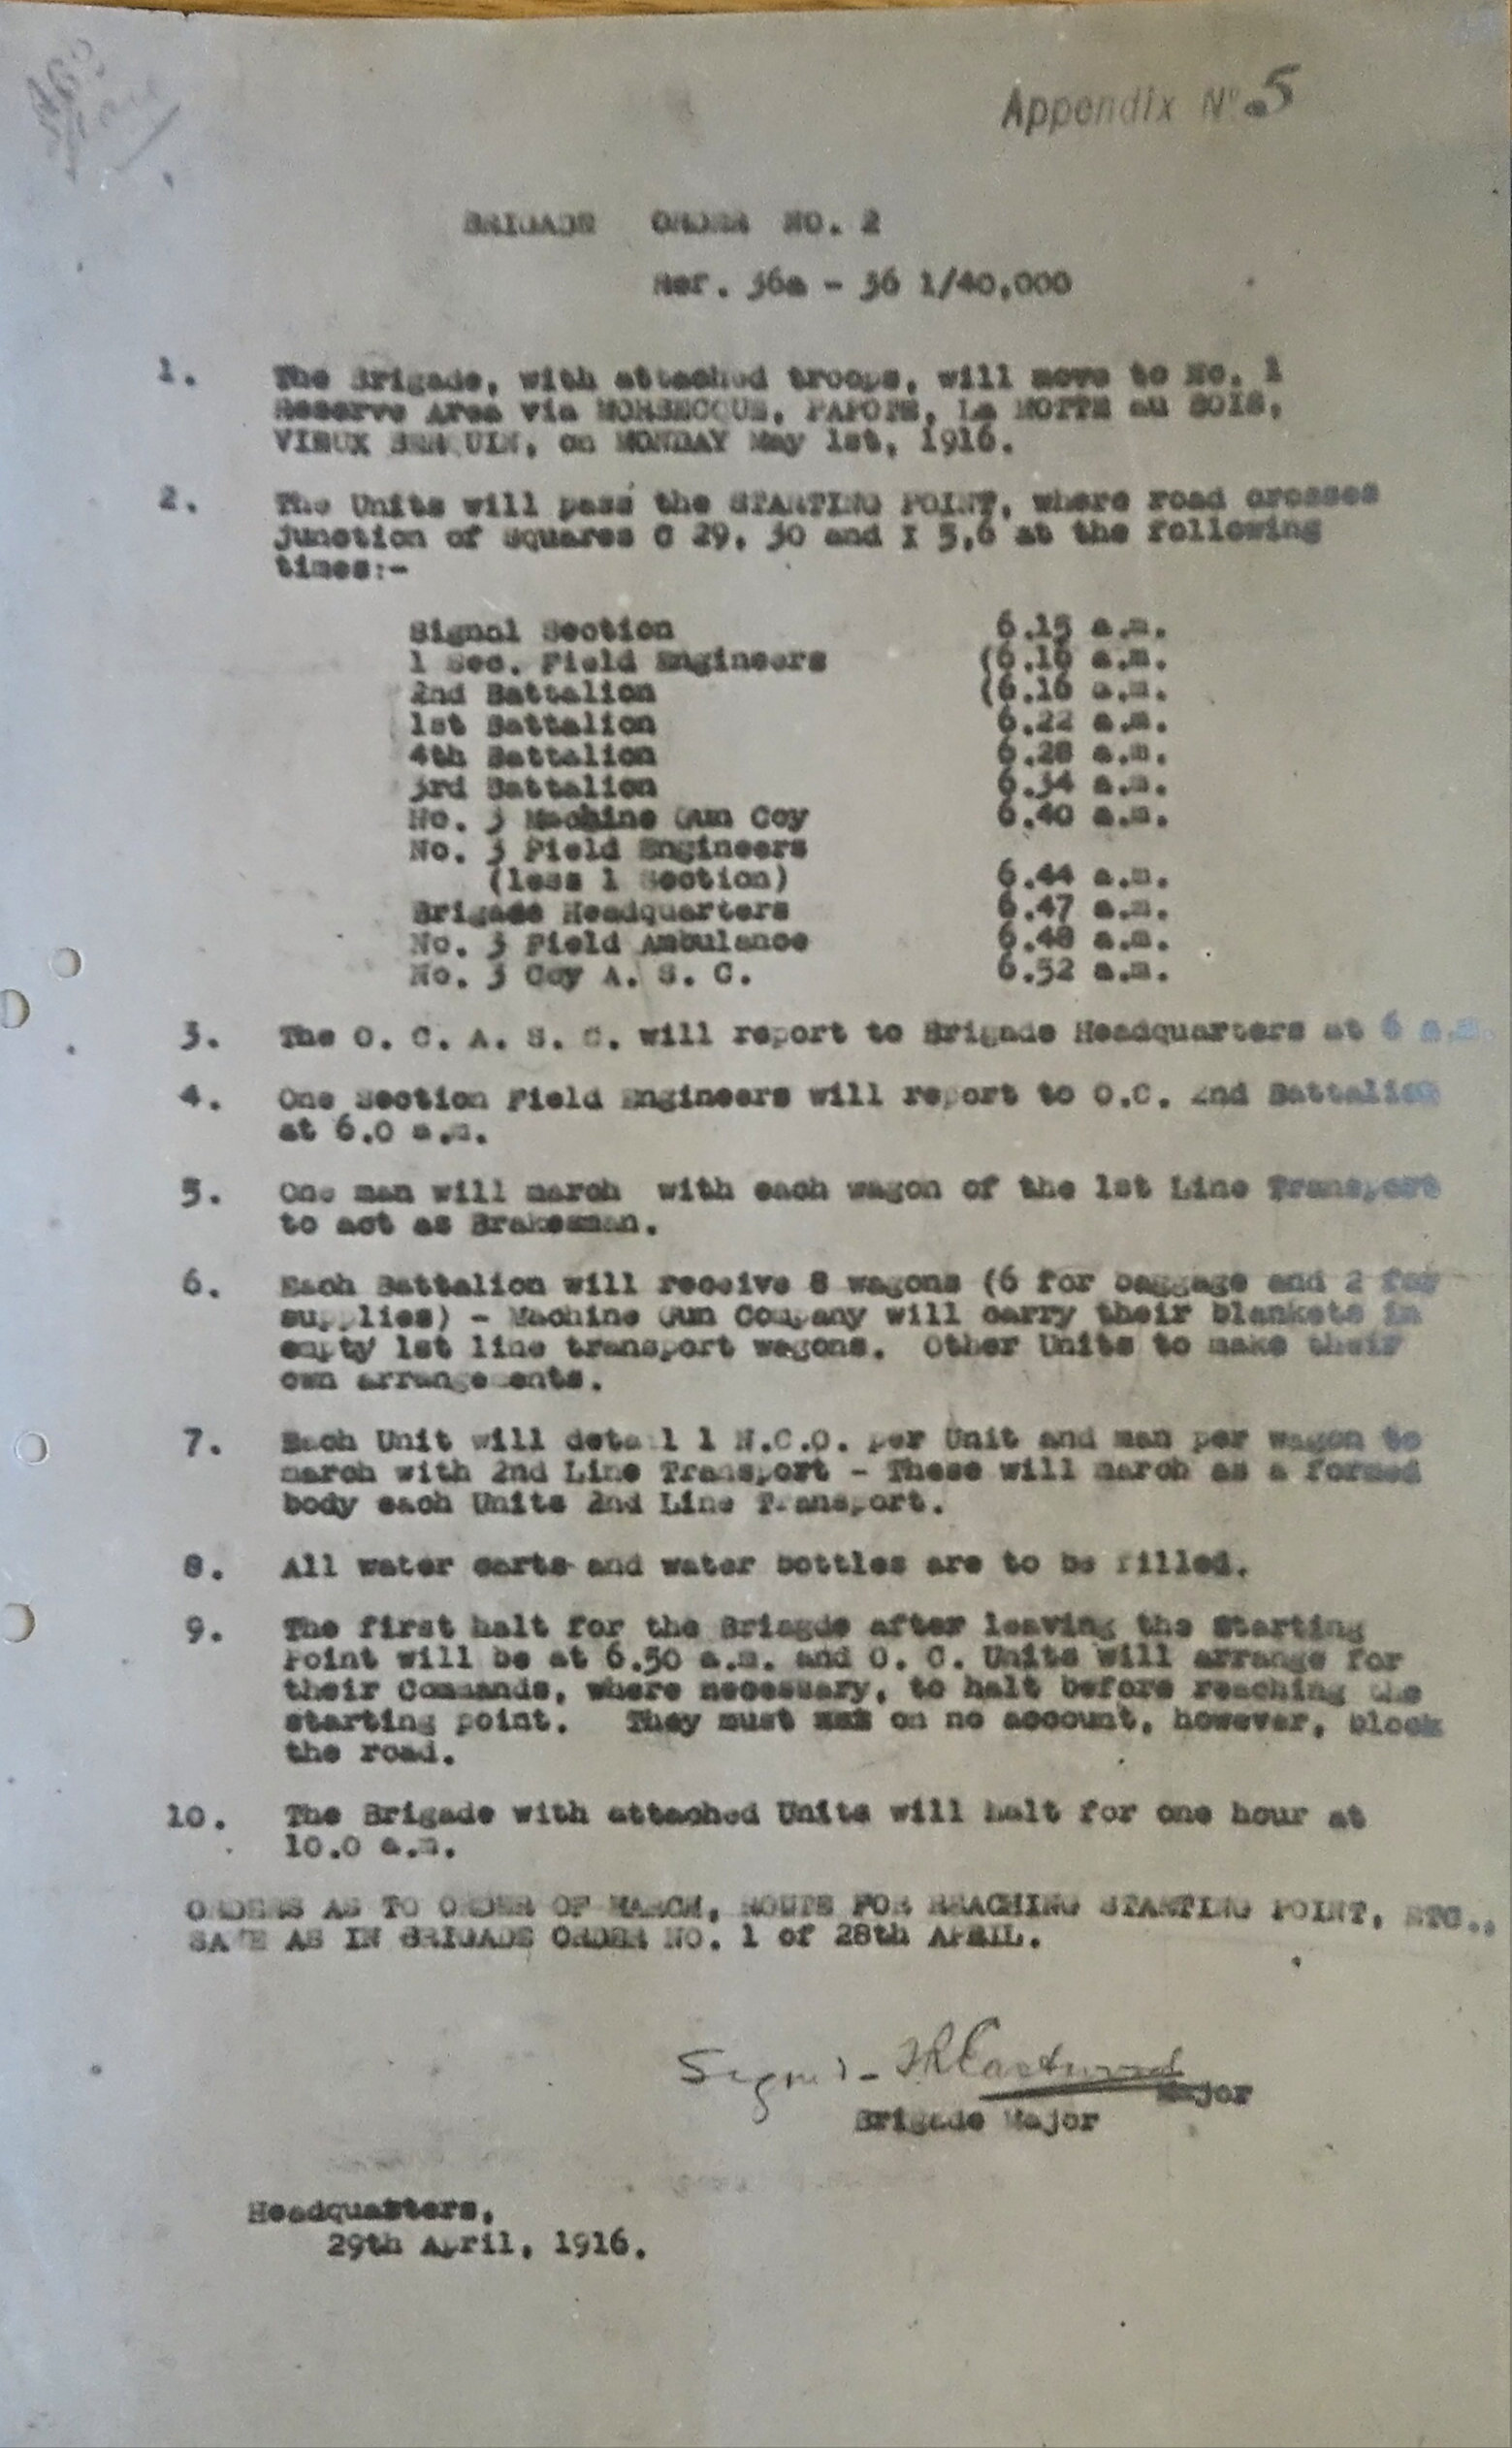 Appendix No. 5
BRIGADE ORDER NO. 2
Ref. 36a - 36 1/40,000
1. The Brigade, with attached troops, will move to No. 1
Reserve Area via MORBECQUE, PAPOTE, La MOTTE au BOIS,
VIEUX BERQUIN, on MONDAY May 1st, 1916.
2. The Units will pass the STARTING POINT, where road crosses
junction of squares C 29, 30 and I 5,6 at the following
times:-
Signal Section 6.15 a.m.
1 Sec. Field Engineers (6.16 a.m.
2nd Battalion (6.16 a.m.
1st Battalion 6.22 a.m.
4th Battalion 6.28 a.m.
3rd Battalion 6.34 a.m.
No. 3 Machine Gun Coy 6.40 a.m.
No. 3 Field Engineers
(less 1 Section) 6.44 a.m.
Brigade Headquarters 6.47 a.m.
No. 3 Field Ambulance 6.48 a.m.
No. 3 Coy A. S. C. 6.52 a.m.
3. The O. C. A. S. C. will report to Brigade Headquarters at 6 a.m.
4. One Section Field Engineers will report to O.C. 2nd Battalion
at 6.0 a.m.
5. One man will march with each wagon of the 1st Line Transport
to act as Brakesman.
6. Each Battalion will receive 8 wagons (6 for baggage and 2 for
supplies) - Machine Gun Company will carry their blankets in
empty 1st line transport wagons. Other Units to make their
own arrangements.
7. Each Unit will detail 1 N.C.O. per Unit and man per wagon to
march with 2nd Line Transport - These will march as a formed
body each Units 2nd Line Transport.
8. All water carts and water bottles are to be filled.
9. The first halt for the Briagde after leaving the Starting
Point will be at 6.50 a.m. and O. C. Units will arrange for
their Commands, where necessary, to halt before reaching the
starting point. They must on no account, however, block
the road.
10. The Brigade with attached Units will halt for one hour at
10.0 a.m.
ORDERS AS TO ORDER OF MARCH, ROUTE FOR REACHING STARTING POINT, ETC.,
SAVE AS IN BRIGADE ORDER NO. 1 of 28th APRIL.
Signed - T R Eastwood
Major
Brigade Major
Headquarters,
29th April, 1916.